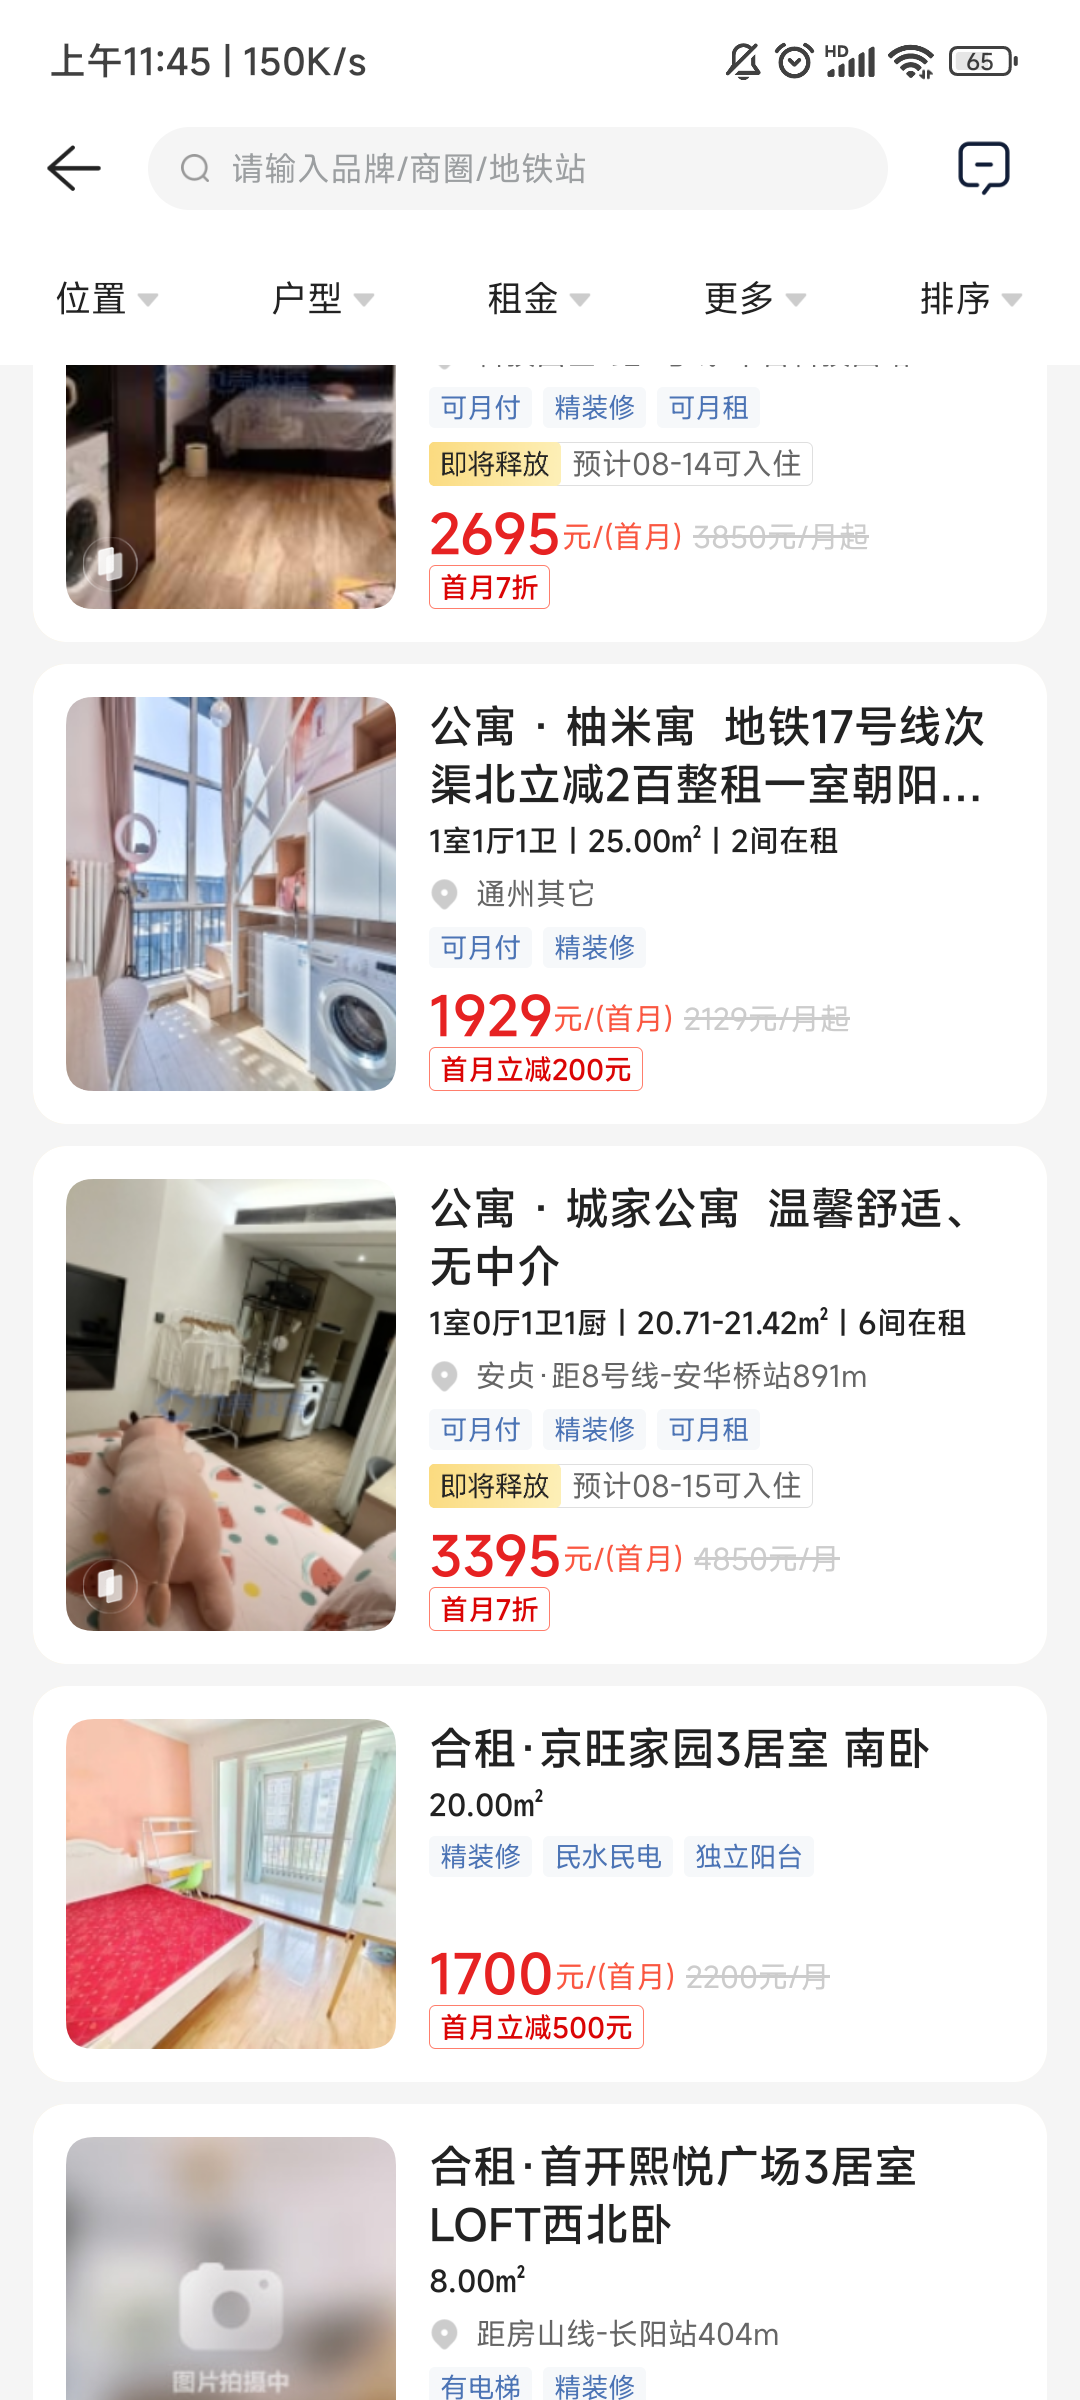 上午11:45 | 150K/s
HD
65
请输入品牌/商圈/地铁站
位置
户型
租金
更多
排序
可月付 精装修 可月租
即将释放 预计08-14可入住
2695元/(首月) 3850元/月起
首月7折
公寓 · 柚米寓 地铁17号线次
渠北立减2百整租一室朝阳...
1室1厅1卫 | 25.00㎡ | 2间在租
通州其它
可月付 精装修
1929元/(首月) 2129元/月起
首月立减200元
公寓 · 城家公寓 温馨舒适、
无中介
1室0厅1卫1厨 | 20.71-21.42㎡ | 6间在租
安贞·距8号线-安华桥站891m
可月付 精装修 可月租
即将释放 预计08-15可入住
3395元/(首月) 4850元/月
首月7折
合租·京旺家园3居室 南卧
20.00㎡
精装修 民水民电 独立阳台
1700元/(首月) 2200元/月
首月立减500元
合租·首开熙悦广场3居室
LOFT西北卧
8.00㎡
距房山线-长阳站404m
图片拍摄中
有电梯 精装修